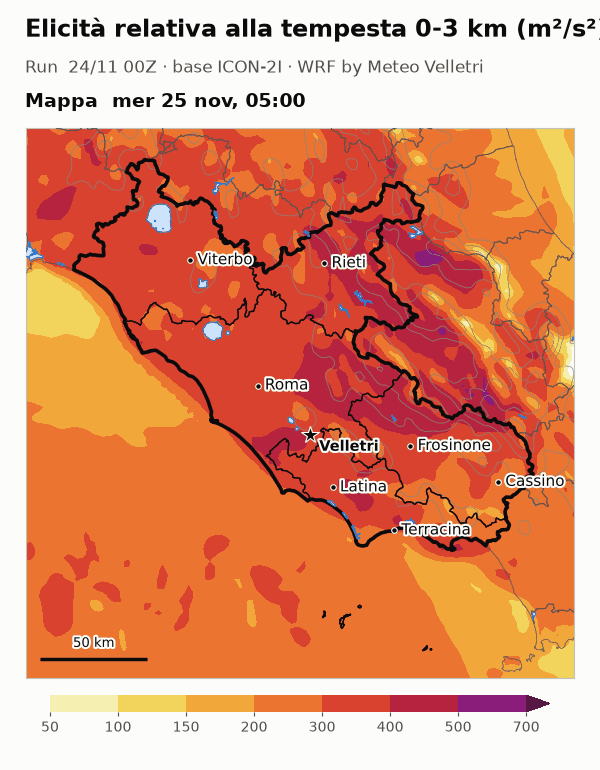 Elicità relativa alla tempesta 0-3 km (m²/s²)
Run 24/11 00Z · base ICON-2I · WRF by Meteo Velletri
Mappa mer 25 nov, 05:00
Viterbo
Rieti
Roma
Velletri
Frosinone
Latina
Cassino
Terracina
50 km
50 100 150 200 300 400 500 700